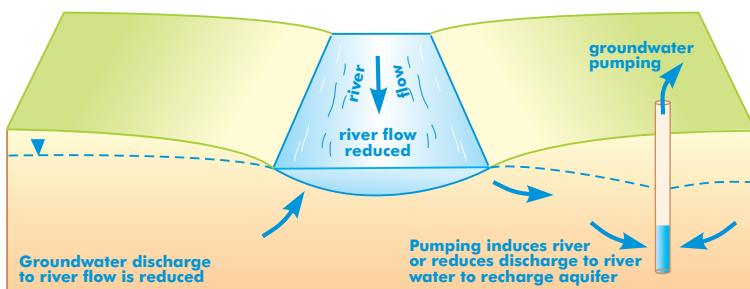 groundwater
pumping
river
flow
river flow
reduced
Groundwater discharge
to river flow is reduced
Pumping induces river
or reduces discharge to river
water to recharge aquifer